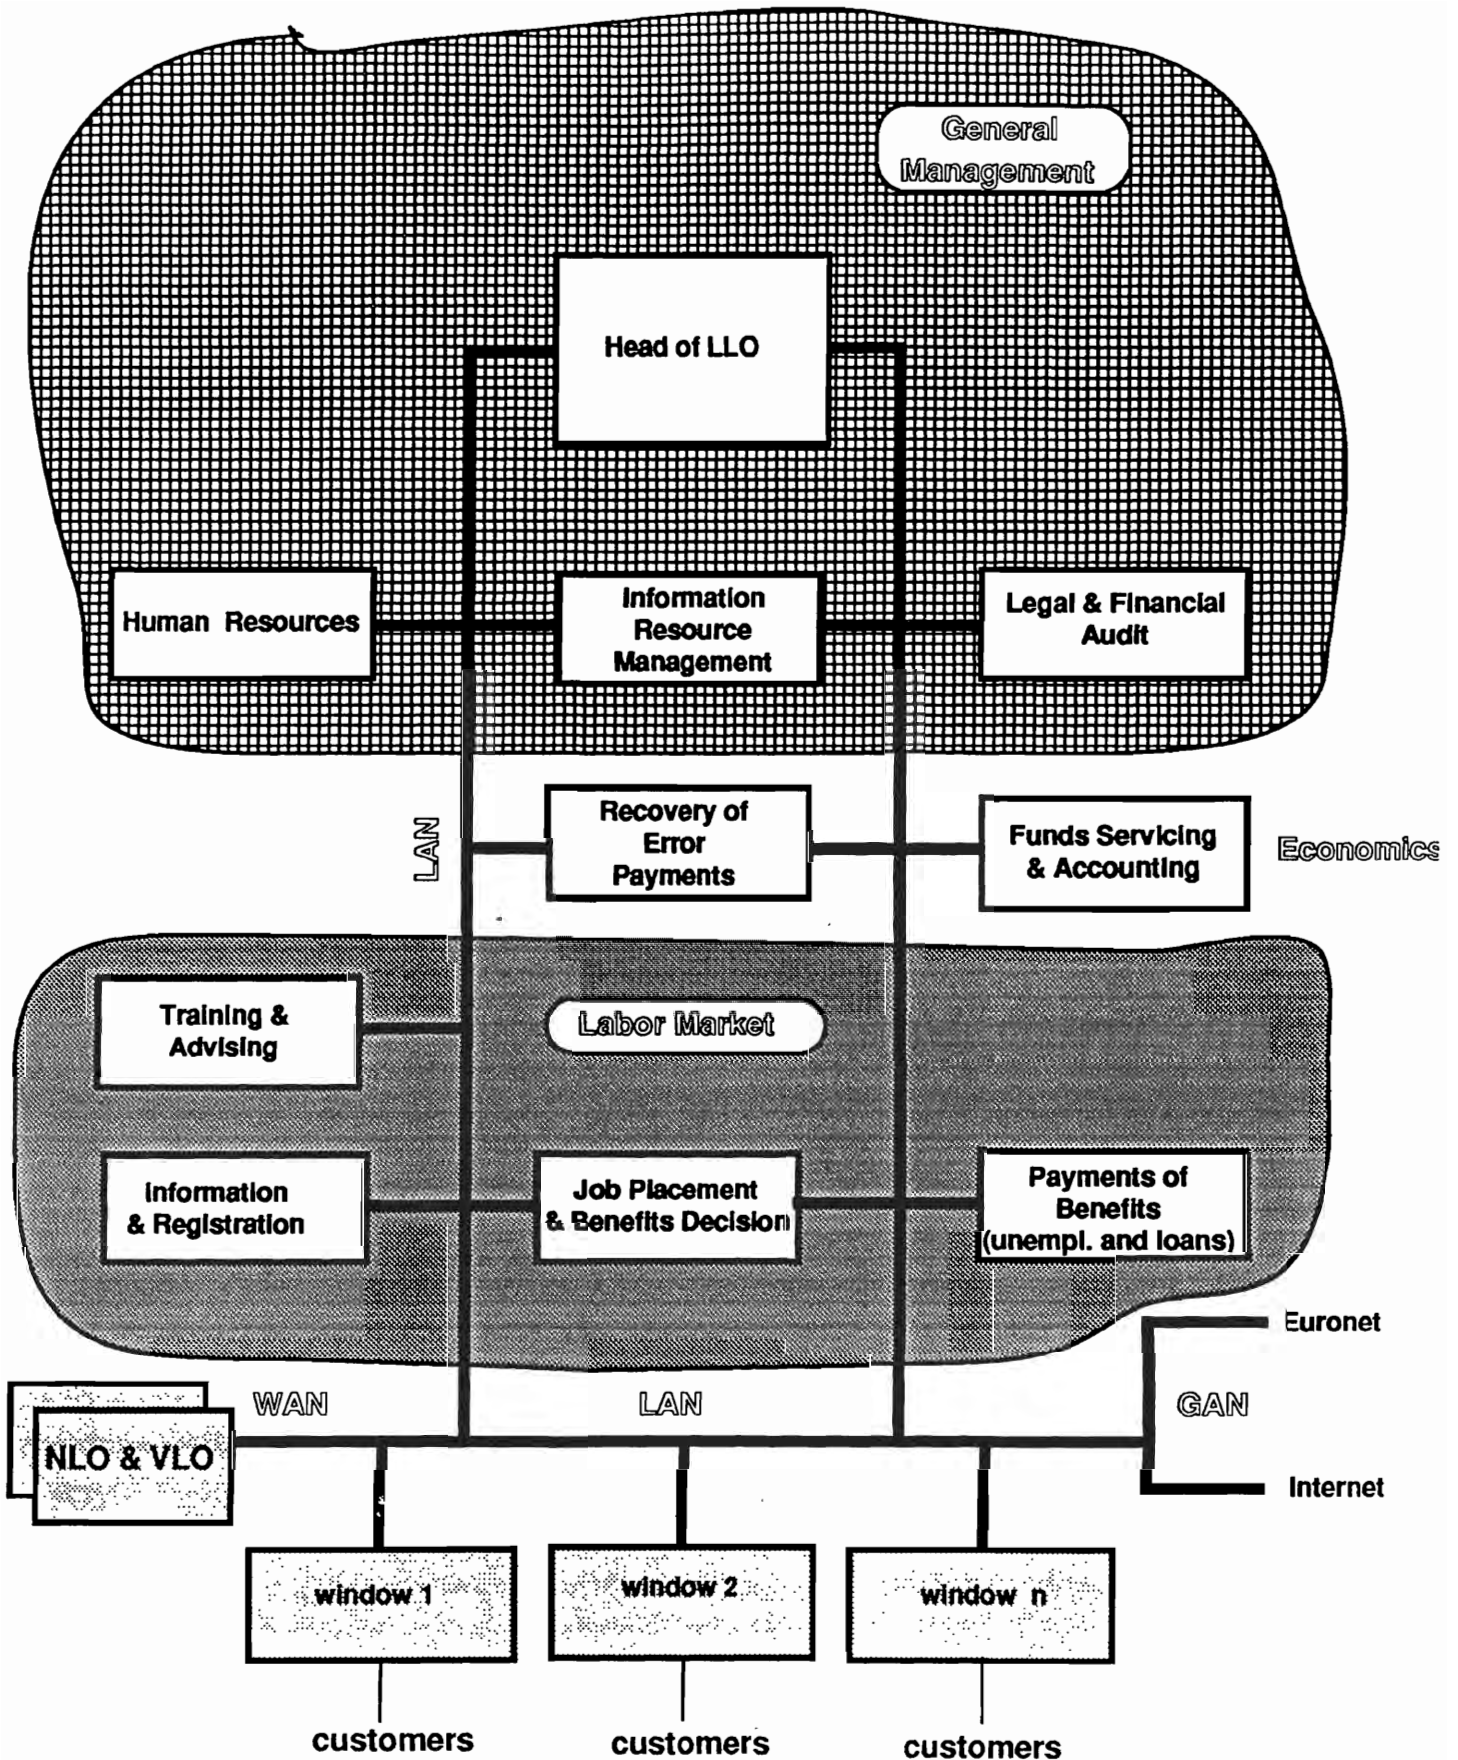 General
Management
Head of LLO
Human Resources
Information
Resource
Management
Legal & Financial
Audit
LAN
Recovery of
Error
Payments
Funds Servicing
& Accounting
Economics
Training &
Advising
Labor Market
Information
& Registration
Job Placement
& Benefits Decision
Payments of
Benefits
(unempl. and loans)
Euronet
WAN
LAN
GAN
NLO & VLO
Internet
window 1
window 2
window n
customers
customers
customers